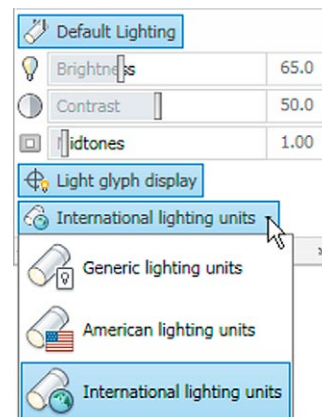 Default Lighting
Brightness 65.0
Contrast 50.0
Midtones 1.00
Light glyph display
International lighting units
Generic lighting units
American lighting units
International lighting units